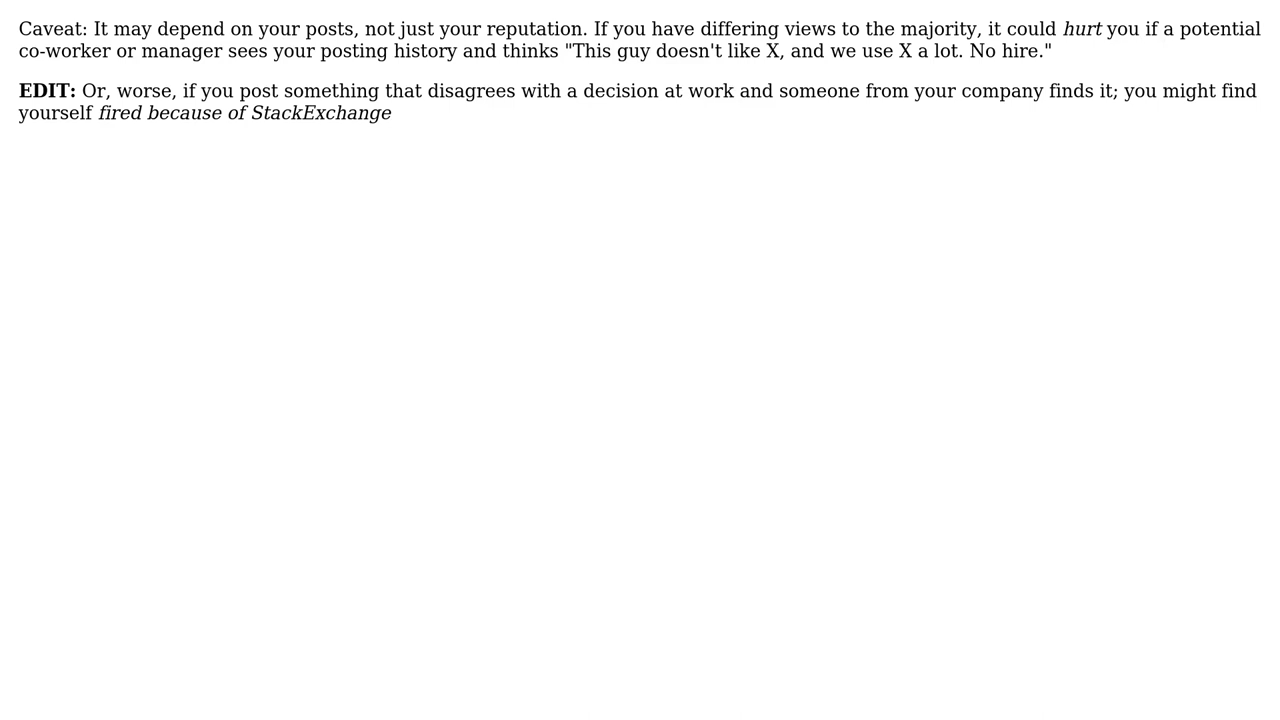 Caveat: It may depend on your posts, not just your reputation. If you have differing views to the majority, it could hurt you if a potential
co-worker or manager sees your posting history and thinks "This guy doesn't like X, and we use X a lot. No hire."
EDIT: Or, worse, if you post something that disagrees with a decision at work and someone from your company finds it; you might find
yourself fired because of StackExchange